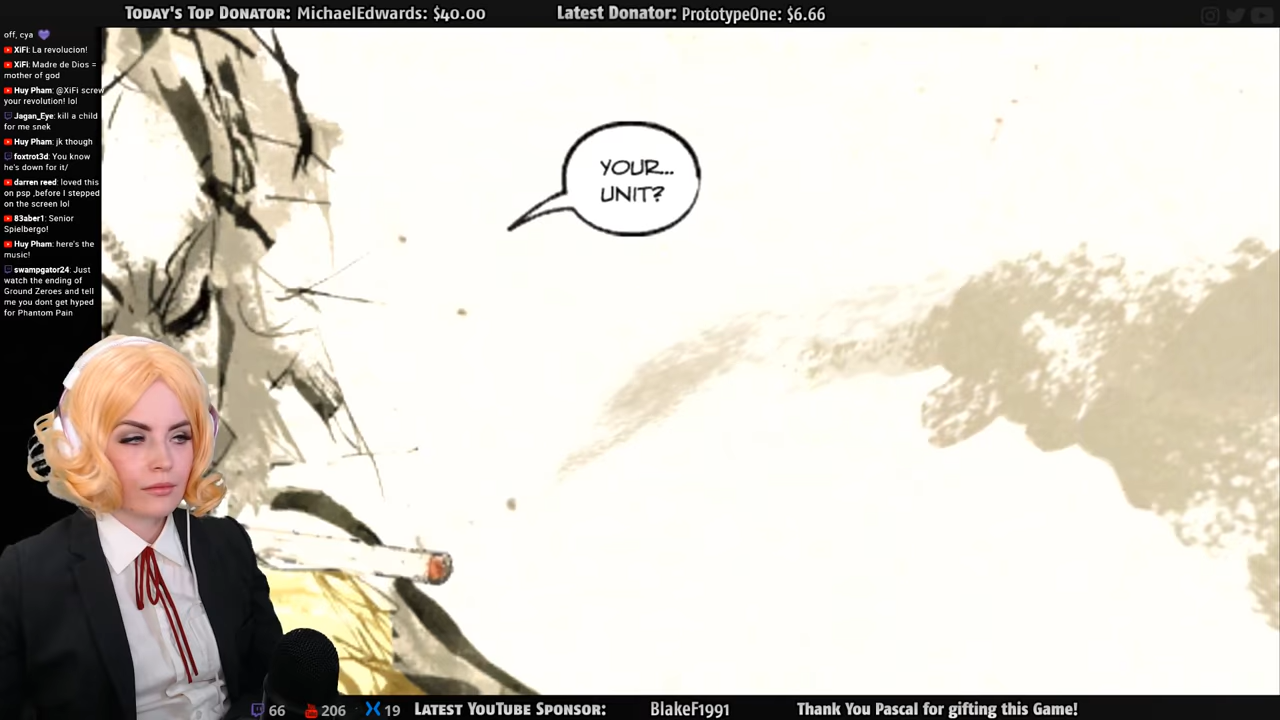 Today's Top Donator: MichaelEdwards: $40.00
Latest Donator: PrototypeOne: $6.66
off, cya
XiFi: La revolucion!
XiFi: Madre de Dios =
mother of god
Huy Pham: @XiFi screw
your revolution! lol
Jagan_Eye: kill a child
for me snek
Huy Pham: jk though
foxtrot3d: You know
he's down for it/
darren reed: loved this
on psp ,before I stepped
on the screen lol
83aber1: Senior
Spielbergo!
Huy Pham: here's the
music!
swampgator24: Just
watch the ending of
Ground Zeroes and tell
me you dont get hyped
for Phantom Pain
YOUR...
UNIT?
66
206
19
Latest YouTube Sponsor:
BlakeF1991
Thank You Pascal for gifting this Game!